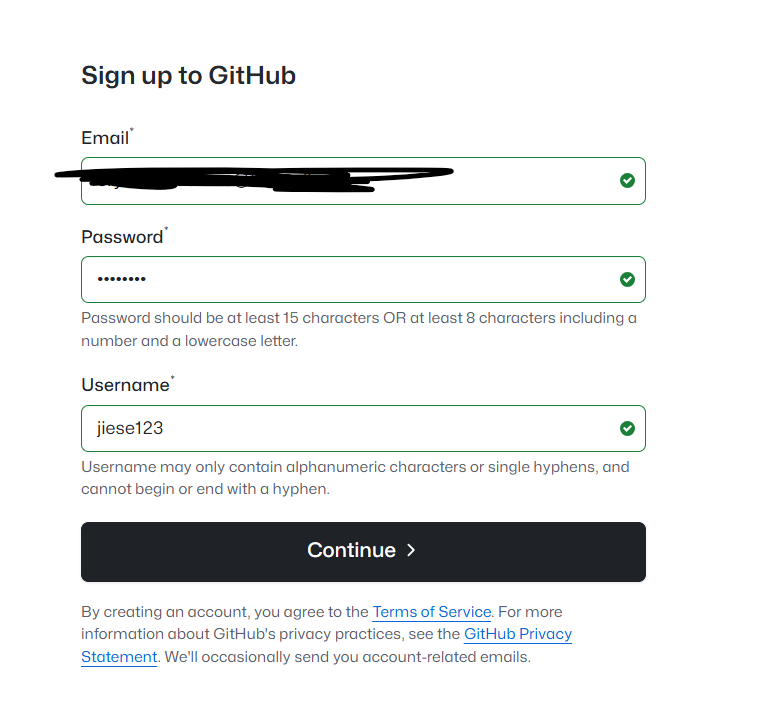 Sign up to GitHub
Email*
Password*
••••••••
Password should be at least 15 characters OR at least 8 characters including a
number and a lowercase letter.
Username*
jiese123
Username may only contain alphanumeric characters or single hyphens, and
cannot begin or end with a hyphen.
Continue
By creating an account, you agree to the Terms of Service. For more
information about GitHub's privacy practices, see the GitHub Privacy
Statement. We'll occasionally send you account-related emails.